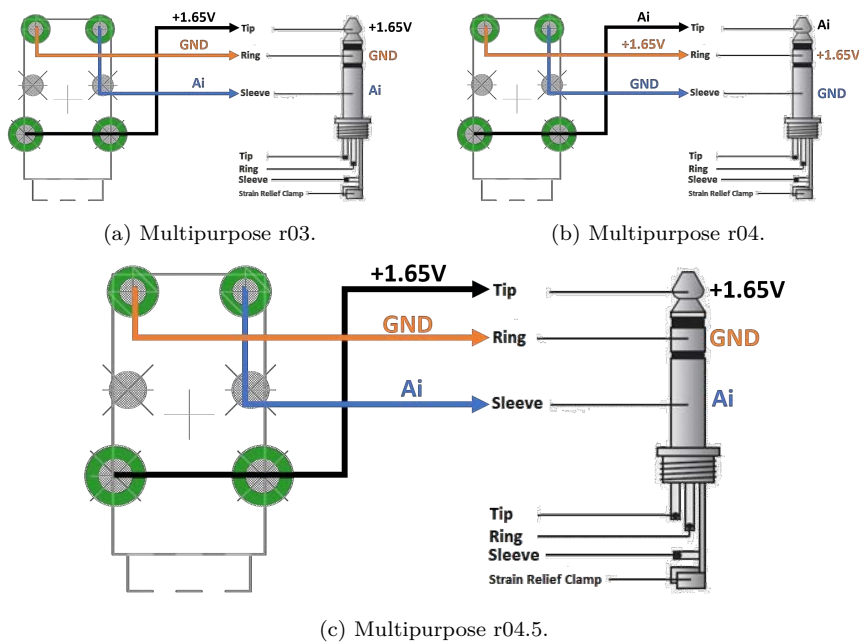 +1.65V Tip +1.65V
GND Ring GND
Ai Sleeve Ai
Tip
Ring
Sleeve
Strain Relief Clamp
(a) Multipurpose r03.
Ai Tip Ai
+1.65V Ring +1.65V
GND Sleeve GND
Tip
Ring
Sleeve
Strain Relief Clamp
(b) Multipurpose r04.
+1.65V Tip +1.65V
GND Ring GND
Ai Sleeve Ai
Tip
Ring
Sleeve
Strain Relief Clamp
(c) Multipurpose r04.5.